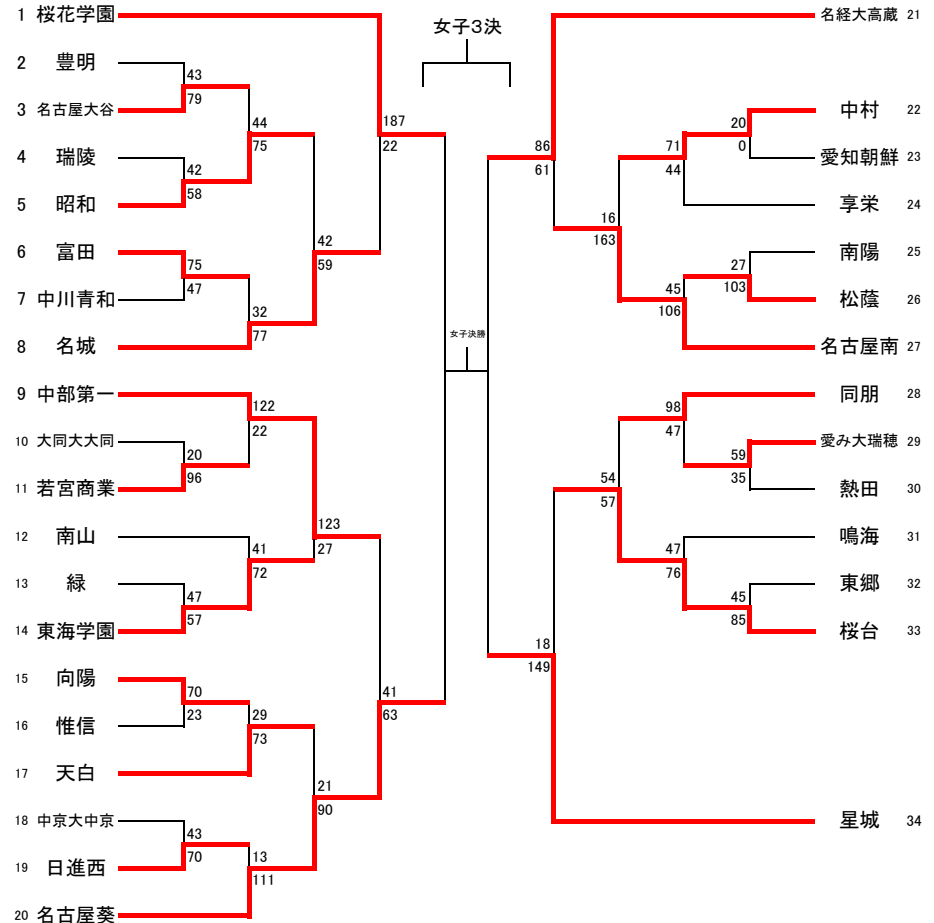 女子3決
1 桜花学園
2 豊明
43
79
3 名古屋大谷
44
75
4 瑞陵
42
58
5 昭和
187
22
6 富田
75
47
7 中川青和
42
59
32
77
8 名城
女子決勝
9 中部第一
122
22
10 大同大大同
20
96
11 若宮商業
123
27
12 南山
41
72
13 緑
47
57
14 東海学園
15 向陽
70
23
16 惟信
29
73
17 天白
41
63
21
90
18 中京大中京
43
70
19 日進西
13
111
20 名古屋葵
名経大高蔵 21
86
61
中村 22
20
0
愛知朝鮮 23
71
44
享栄 24
16
163
南陽 25
27
103
松蔭 26
45
106
名古屋南 27
同朋 28
98
47
愛み大瑞穂 29
59
35
熱田 30
54
57
鳴海 31
47
76
東郷 32
45
85
桜台 33
18
149
星城 34